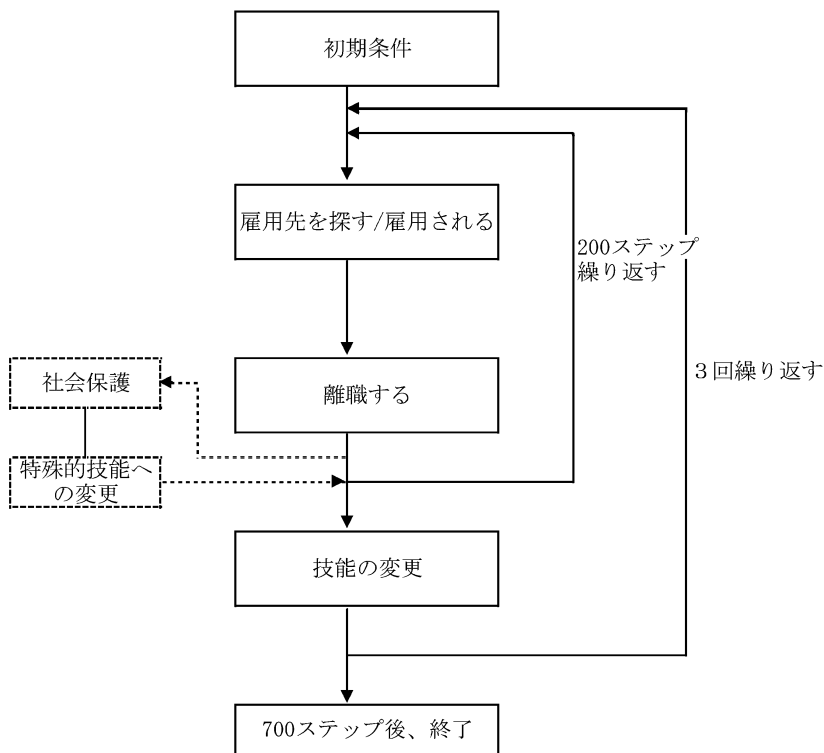 初期条件
雇用先を探す/雇用される
200ステップ
繰り返す
社会保護
離職する
３回繰り返す
特殊的技能へ
の変更
技能の変更
700ステップ後、終了